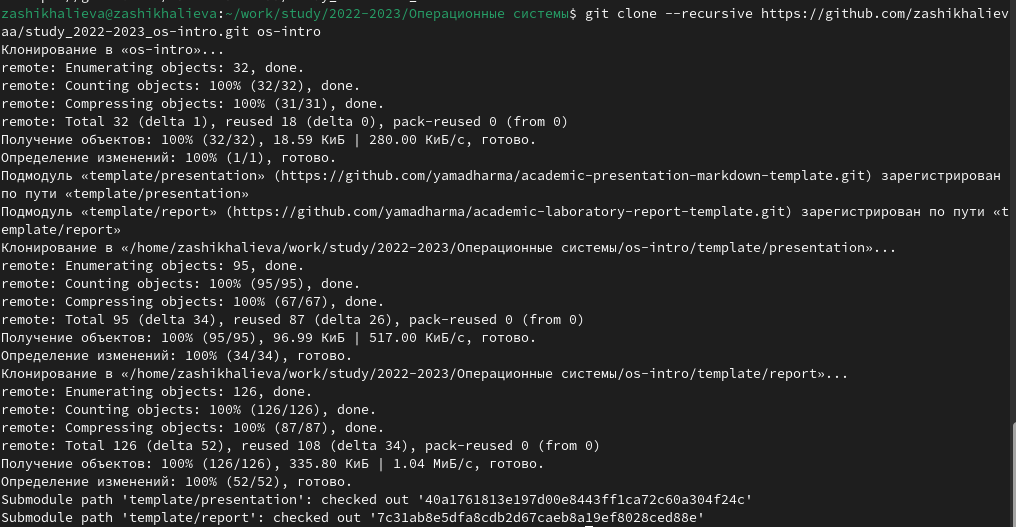 zashikhalieva@zashikhalieva:~/work/study/2022-2023/Операционные системы$ git clone --recursive https://github.com/zashikhaliev
aa/study_2022-2023_os-intro.git os-intro
Клонирование в «os-intro»...
remote: Enumerating objects: 32, done.
remote: Counting objects: 100% (32/32), done.
remote: Compressing objects: 100% (31/31), done.
remote: Total 32 (delta 1), reused 18 (delta 0), pack-reused 0 (from 0)
Получение объектов: 100% (32/32), 18.59 КиБ | 280.00 КиБ/с, готово.
Определение изменений: 100% (1/1), готово.
Подмодуль «template/presentation» (https://github.com/yamadharma/academic-presentation-markdown-template.git) зарегистрирован
по пути «template/presentation»
Подмодуль «template/report» (https://github.com/yamadharma/academic-laboratory-report-template.git) зарегистрирован по пути «t
emplate/report»
Клонирование в «/home/zashikhalieva/work/study/2022-2023/Операционные системы/os-intro/template/presentation»...
remote: Enumerating objects: 95, done.
remote: Counting objects: 100% (95/95), done.
remote: Compressing objects: 100% (67/67), done.
remote: Total 95 (delta 34), reused 87 (delta 26), pack-reused 0 (from 0)
Получение объектов: 100% (95/95), 96.99 КиБ | 517.00 КиБ/с, готово.
Определение изменений: 100% (34/34), готово.
Клонирование в «/home/zashikhalieva/work/study/2022-2023/Операционные системы/os-intro/template/report»...
remote: Enumerating objects: 126, done.
remote: Counting objects: 100% (126/126), done.
remote: Compressing objects: 100% (87/87), done.
remote: Total 126 (delta 52), reused 108 (delta 34), pack-reused 0 (from 0)
Получение объектов: 100% (126/126), 335.80 КиБ | 1.04 МиБ/с, готово.
Определение изменений: 100% (52/52), готово.
Submodule path 'template/presentation': checked out '40a1761813e197d00e8443ff1ca72c60a304f24c'
Submodule path 'template/report': checked out '7c31ab8e5dfa8cdb2d67caeb8a19ef8028ced88e'